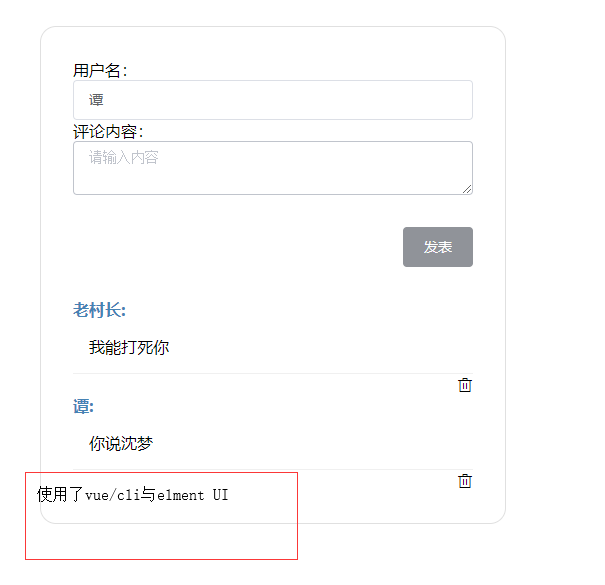 用户名：
谭
评论内容：
请输入内容
发表
老村长:
我能打死你
谭:
你说沈梦
使用了vue/cli与elment UI